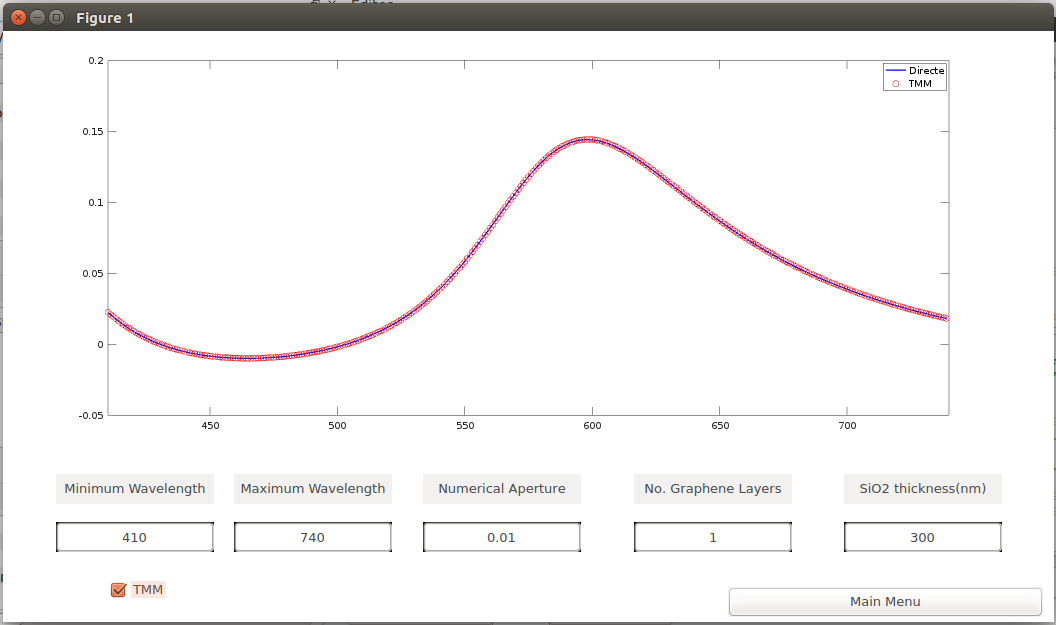 Figure 1
0.2
0.15
0.1
0.05
0
-0.05
Directe
TMM
450 500 550 600 650 700
Minimum Wavelength Maximum Wavelength Numerical Aperture No. Graphene Layers SiO2 thickness(nm)
410 740 0.01 1 300
TMM
Main Menu